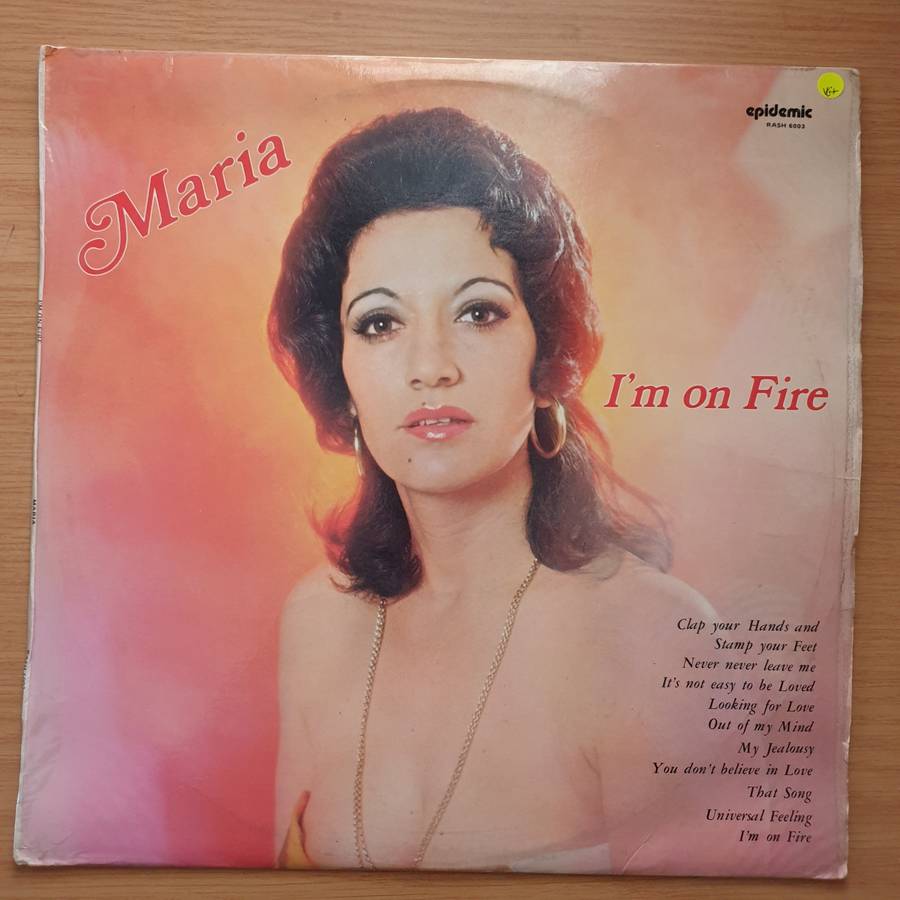 Maria
epidemic
RASH 6003
VG+
I'm on Fire
Clap your Hands and
Stamp your Feet
Never never leave me
It's not easy to be Loved
Looking for Love
Out of my Mind
My Jealousy
You don't believe in Love
That Song
Universal Feeling
I'm on Fire
MARIA